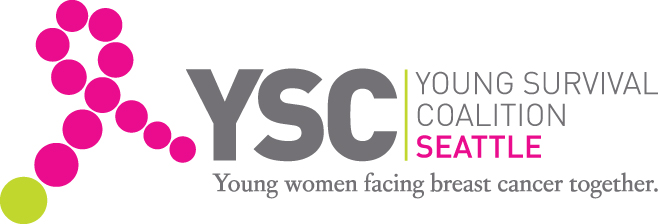 YSC
YOUNG SURVIVAL
COALITION
SEATTLE
Young women facing breast cancer together.